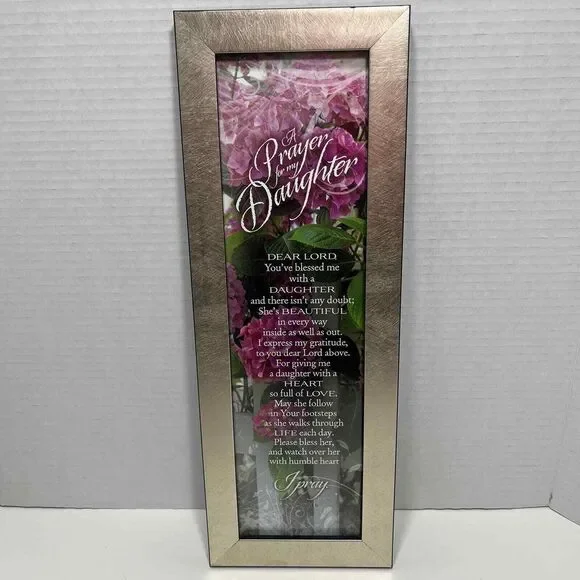 A
Prayer
for my
Daughter
DEAR LORD
You've blessed me
with a
DAUGHTER
and there isn't any doubt;
She's BEAUTIFUL
in every way
inside as well as out.
I express my gratitude,
to you dear Lord above.
For giving me
a daughter with a
HEART
so full of LOVE.
May she follow
in Your footsteps
as she walks through
LIFE each day.
Please bless her,
and watch over her
with humble heart
I pray.